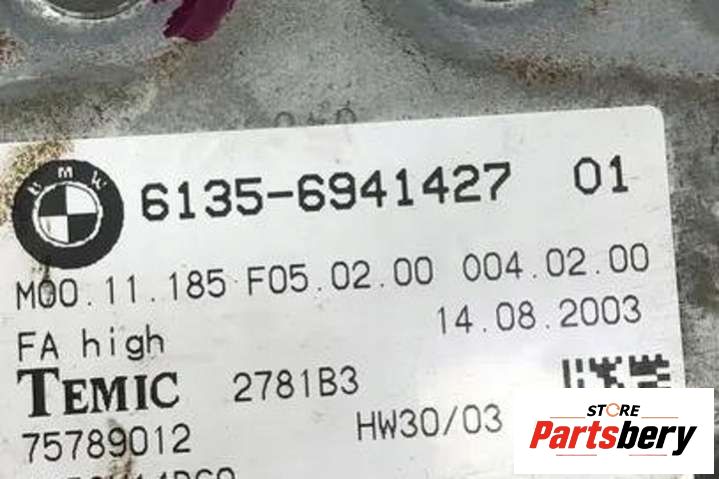 BMW
6135-6941427 01
M00.11.185 F05.02.00 004.02.00
FA high 14.08.2003
TEMIC 2781B3
75789012 HW30/03
STORE
Partsbery